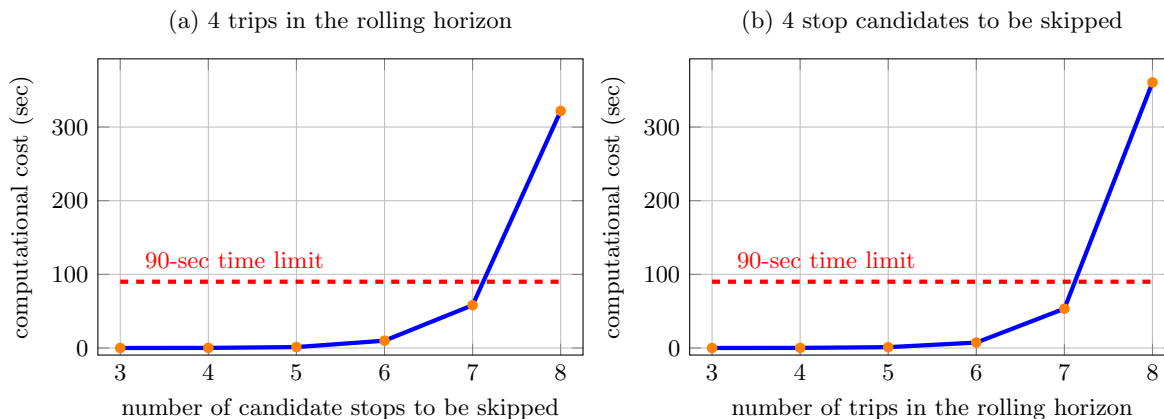 (a) 4 trips in the rolling horizon
computational cost (sec)
300
200
100
0
90-sec time limit
3 4 5 6 7 8
number of candidate stops to be skipped
(b) 4 stop candidates to be skipped
computational cost (sec)
300
200
100
0
90-sec time limit
3 4 5 6 7 8
number of trips in the rolling horizon